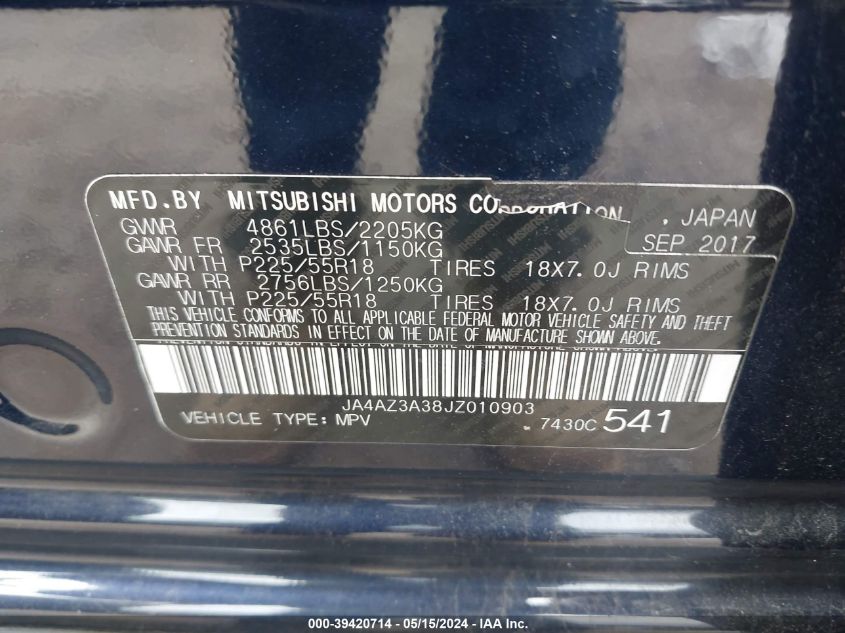 MFD.BY MITSUBISHI MOTORS CORPORATION, JAPAN
GVWR 4861LBS/2205KG SEP 2017
GAWR FR 2535LBS/1150KG
WITH P225/55R18 TIRES 18X7.0J RIMS
GAWR RR 2756LBS/1250KG
WITH P225/55R18 TIRES 18X7.0J RIMS
THIS VEHICLE CONFORMS TO ALL APPLICABLE FEDERAL MOTOR VEHICLE SAFETY AND THEFT
PREVENTION STANDARDS IN EFFECT ON THE DATE OF MANUFACTURE SHOWN ABOVE.
JA4AZ3A38JZ010903
VEHICLE TYPE: MPV 7430C 541
000-39420714 - 05/15/2024 - IAA Inc.